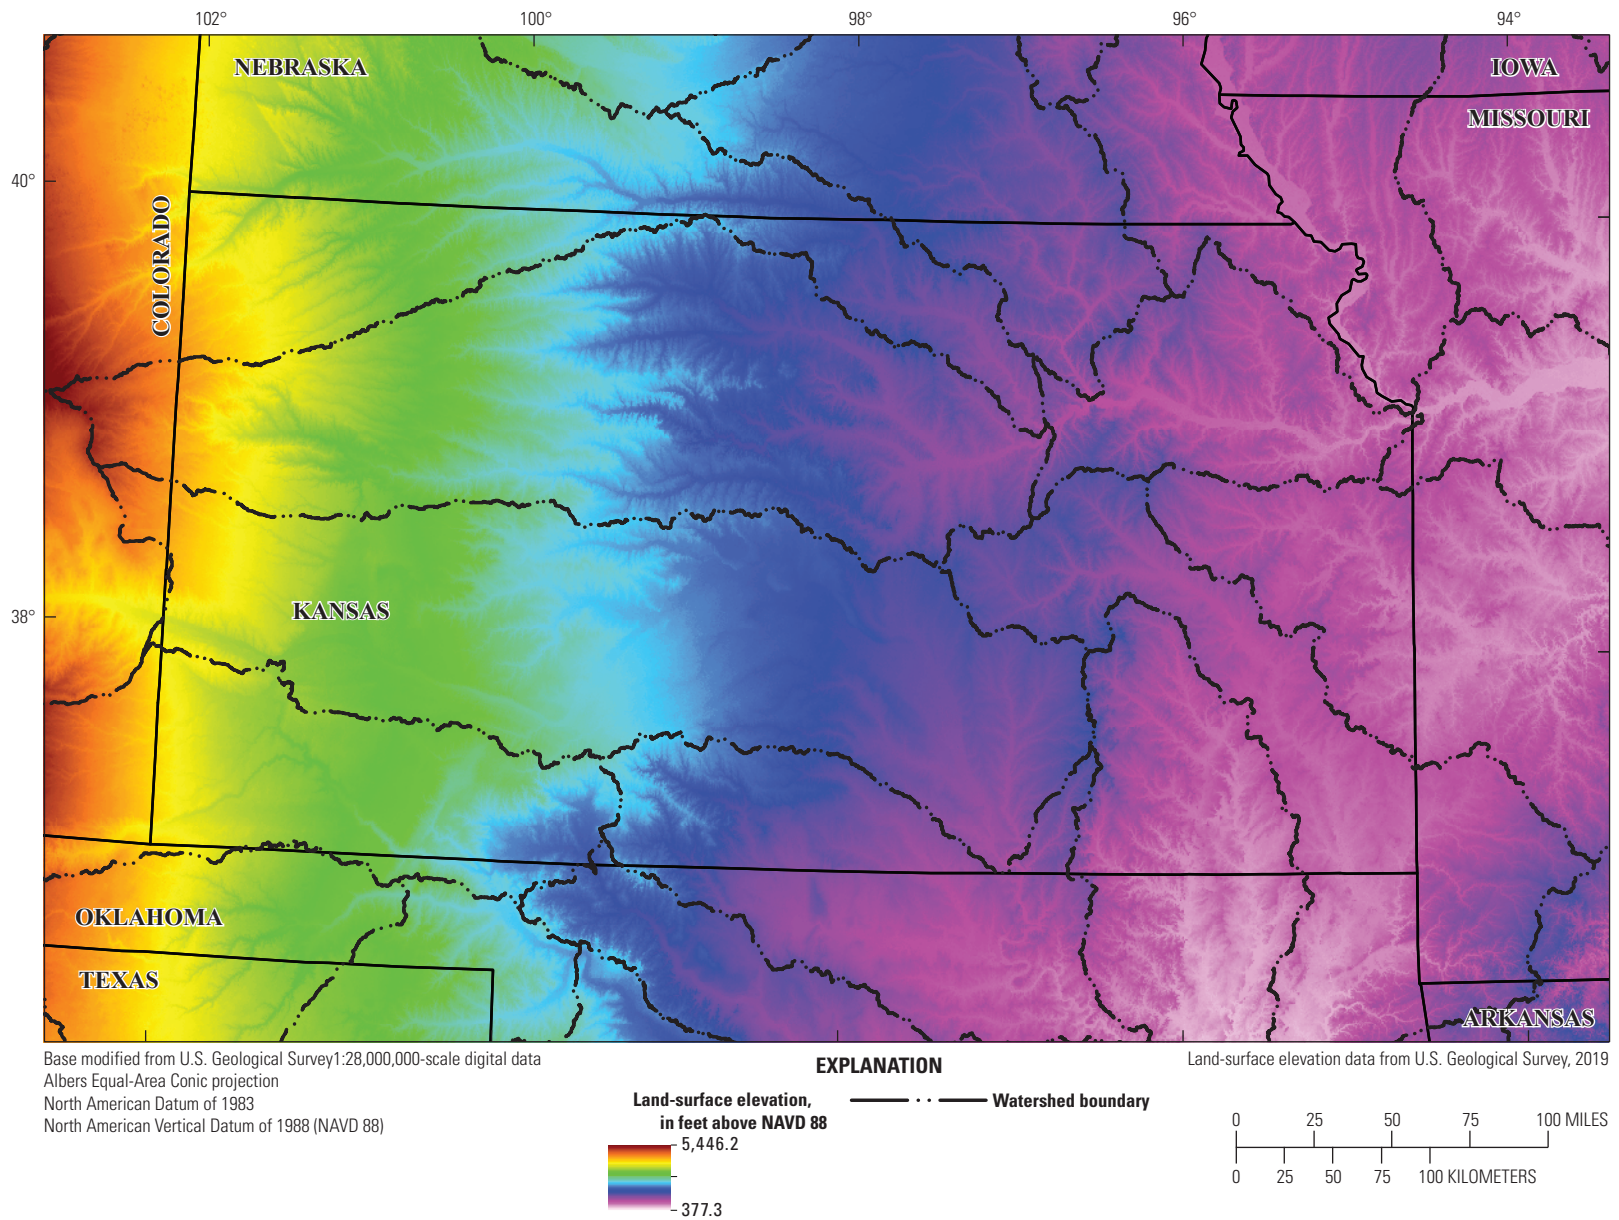 102°
100°
98°
96°
94°
NEBRASKA
IOWA
MISSOURI
40°
COLORADO
38°
KANSAS
OKLAHOMA
TEXAS
ARKANSAS
Base modified from U.S. Geological Survey1:28,000,000-scale digital data
Albers Equal-Area Conic projection
North American Datum of 1983
North American Vertical Datum of 1988 (NAVD 88)
EXPLANATION
Land-surface elevation,
in feet above NAVD 88
5,446.2
377.3
Watershed boundary
Land-surface elevation data from U.S. Geological Survey, 2019
0 25 50 75 100 MILES
0 25 50 75 100 KILOMETERS